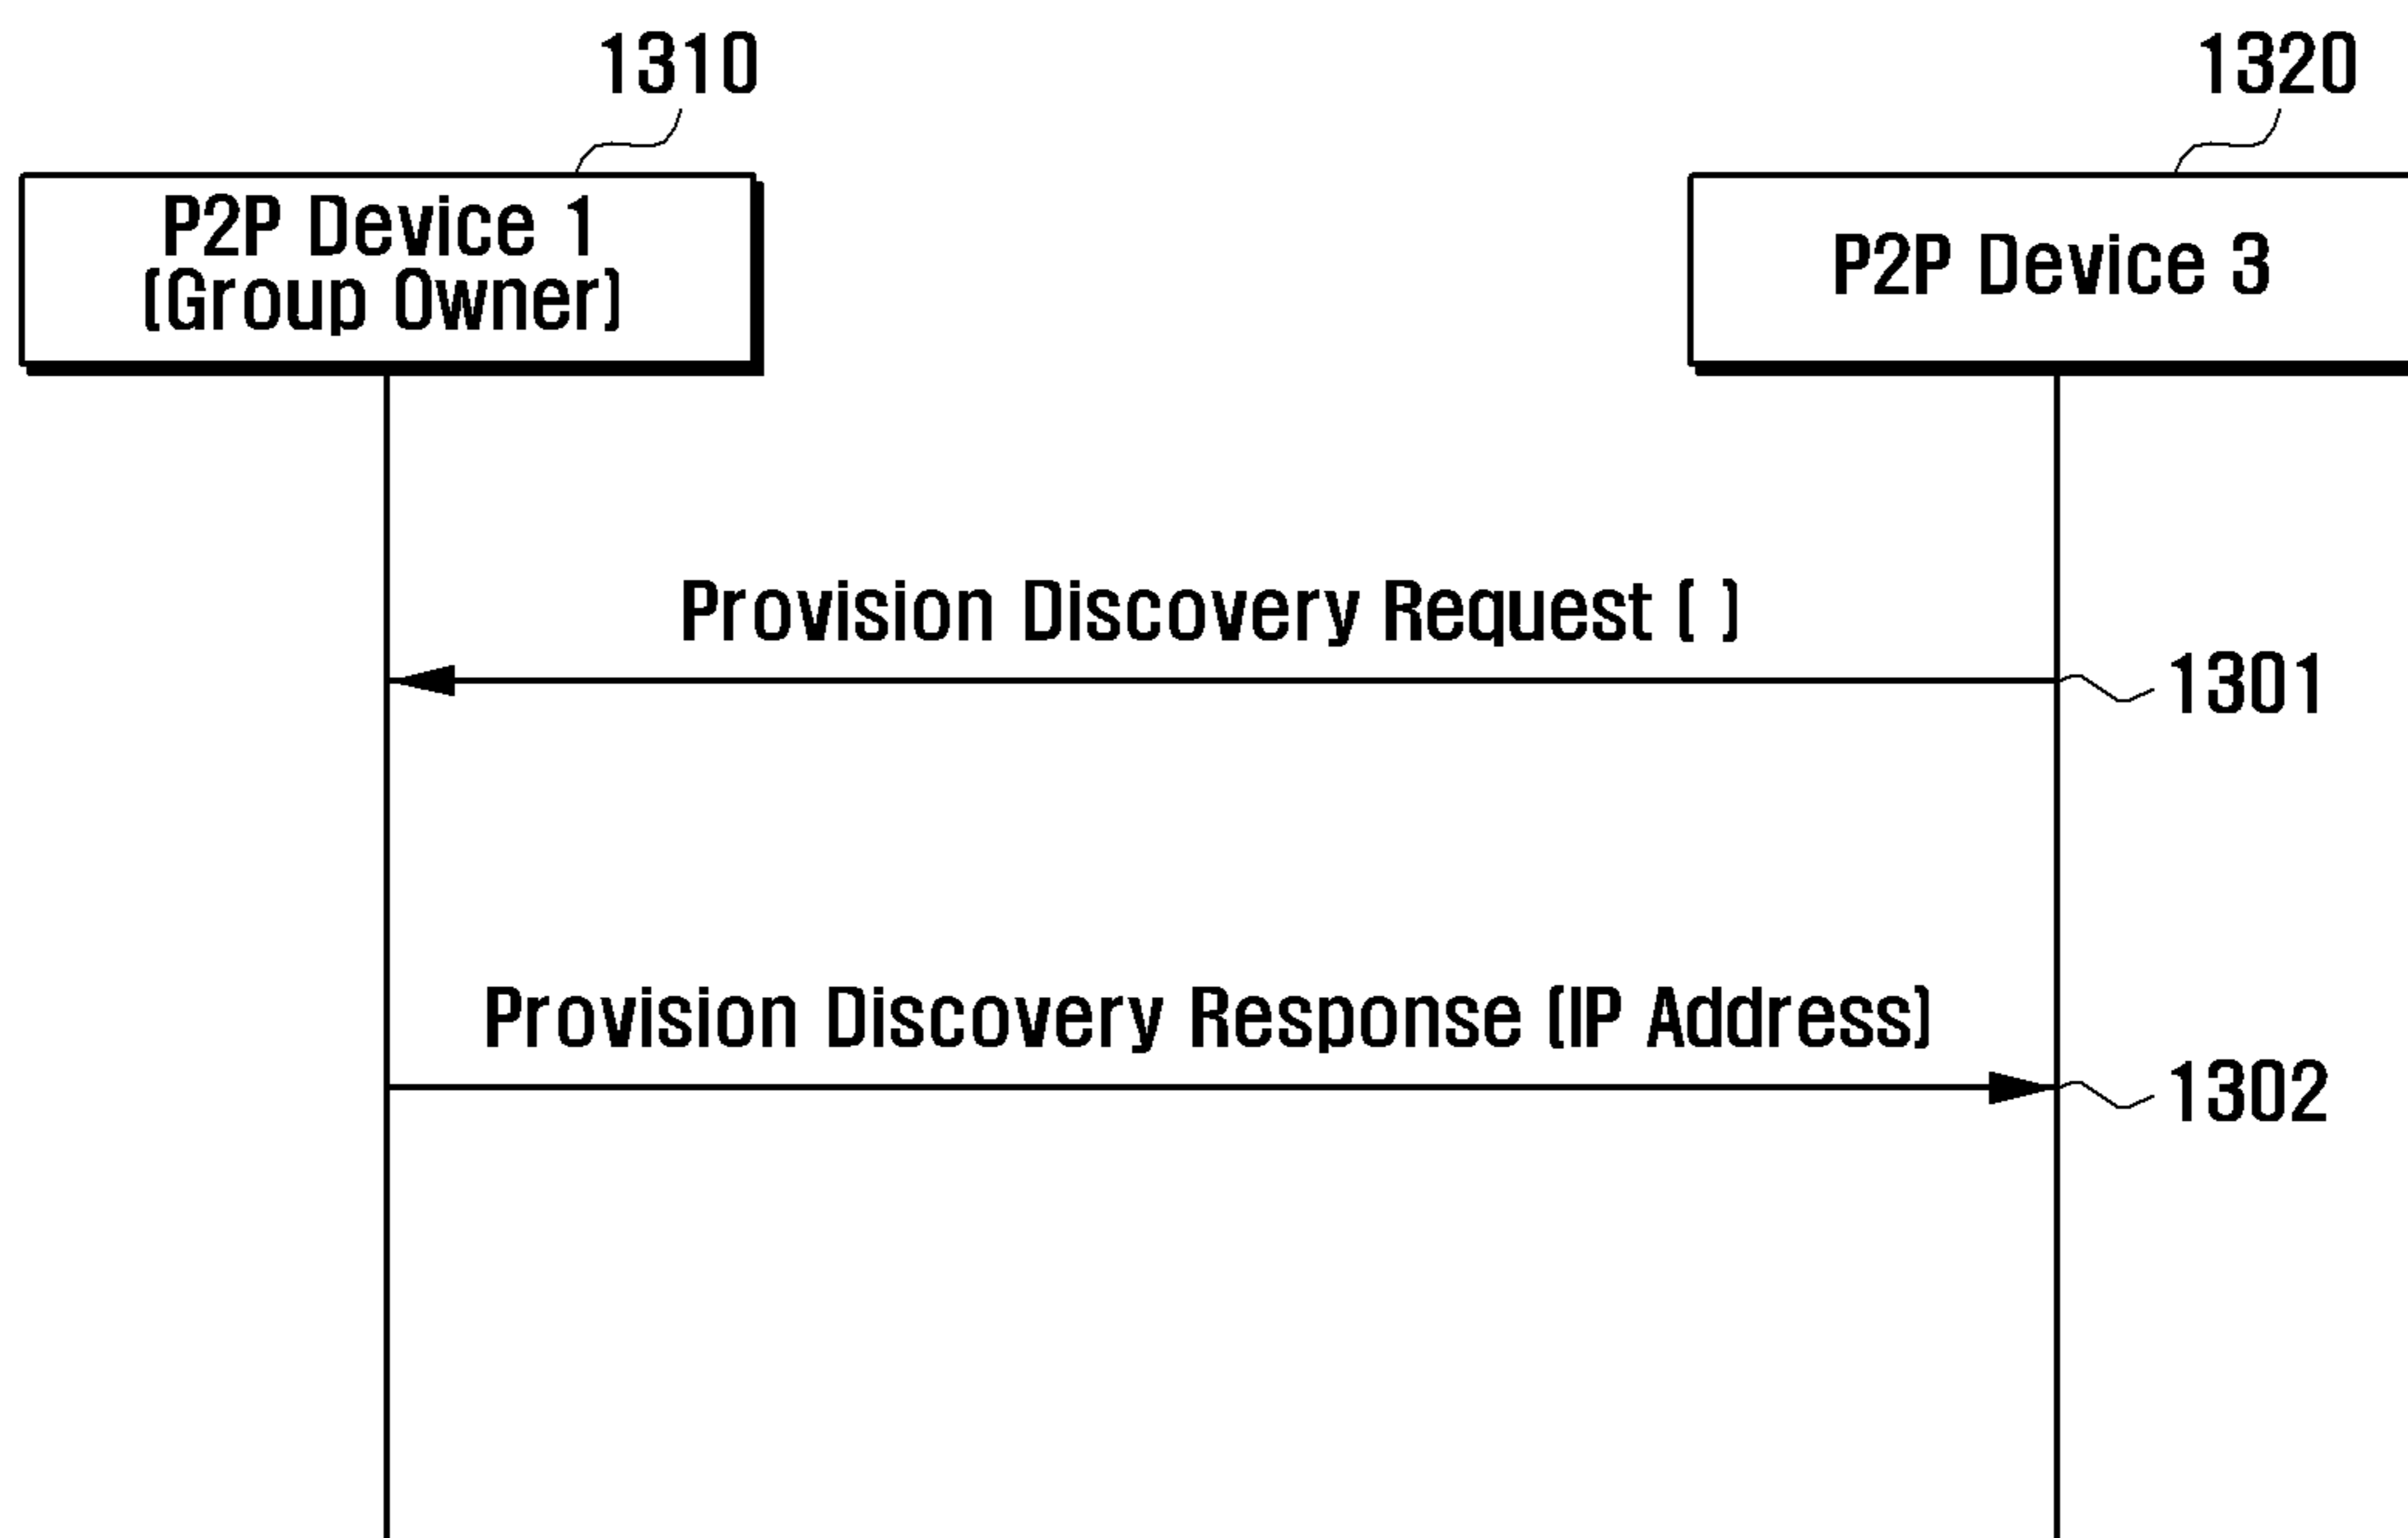 1310
1320
P2P Device 1
(Group Owner)
P2P Device 3
Provision Discovery Request ( )
1301
Provision Discovery Response (IP Address)
1302